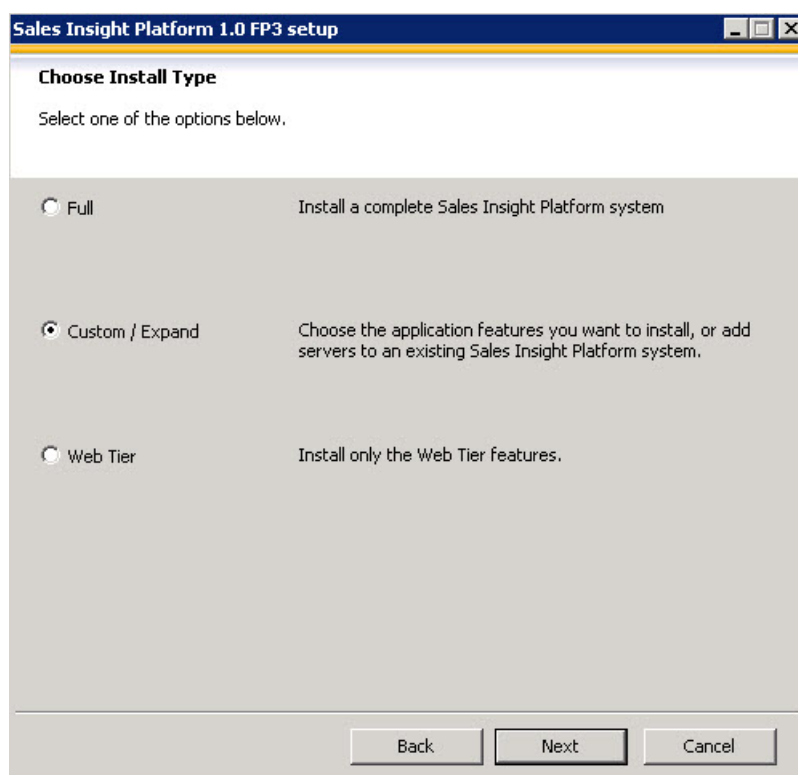 Sales Insight Platform 1.0 FP3 setup
Choose Install Type
Select one of the options below.
Full
Install a complete Sales Insight Platform system
Custom / Expand
Choose the application features you want to install, or add
servers to an existing Sales Insight Platform system.
Web Tier
Install only the Web Tier features.
Back
Next
Cancel